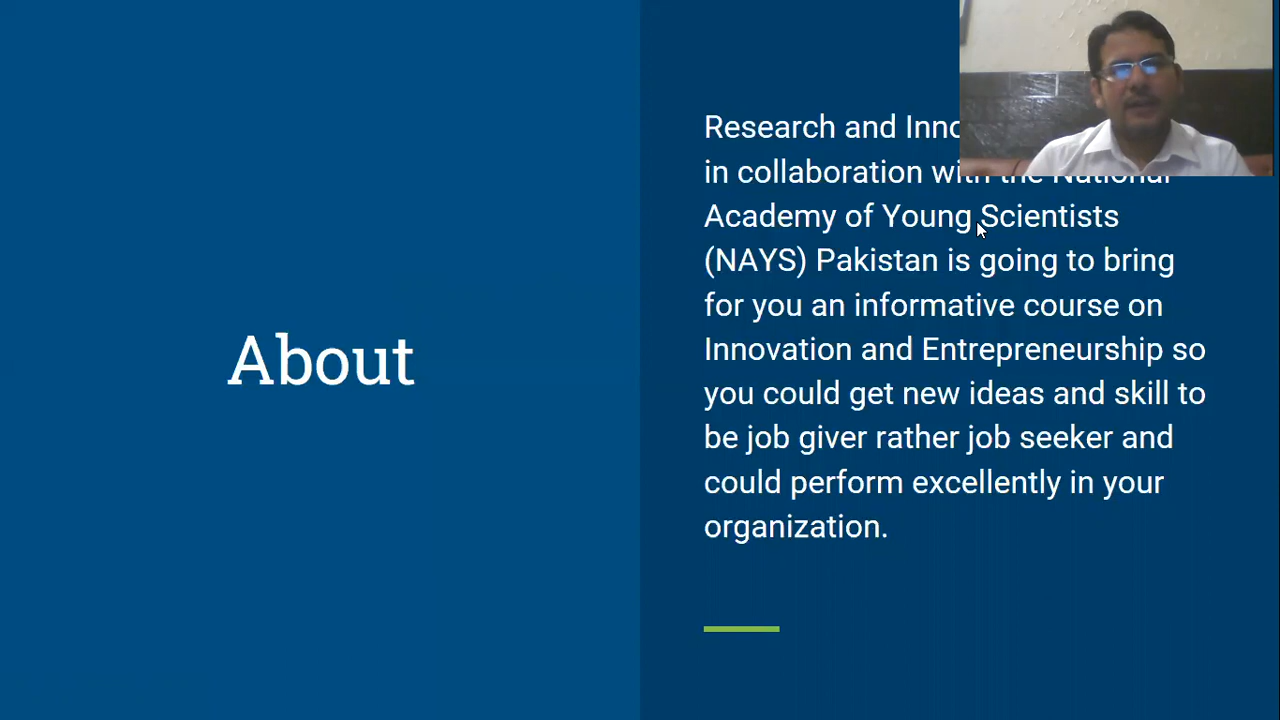 About
Research and
in collaboration with the National
Academy of Young Scientists
(NAYS) Pakistan is going to bring
for you an informative course on
Innovation and Entrepreneurship so
you could get new ideas and skill to
be job giver rather job seeker and
could perform excellently in your
organization.